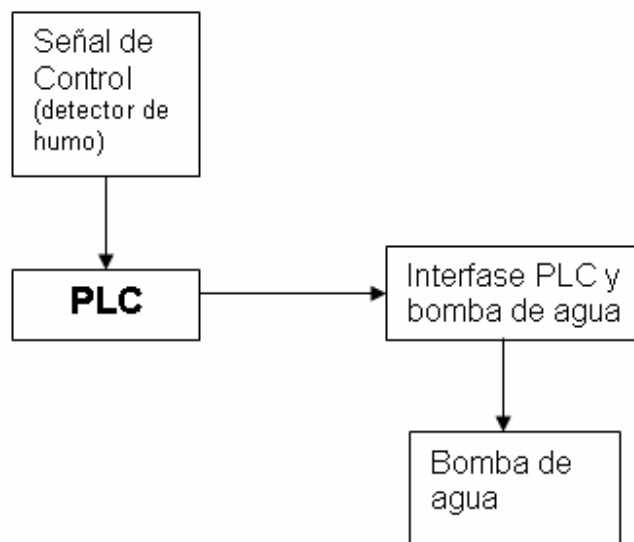 Señal de
Control
(detector de
humo)
PLC
Interfase PLC y
bomba de agua
Bomba de
agua